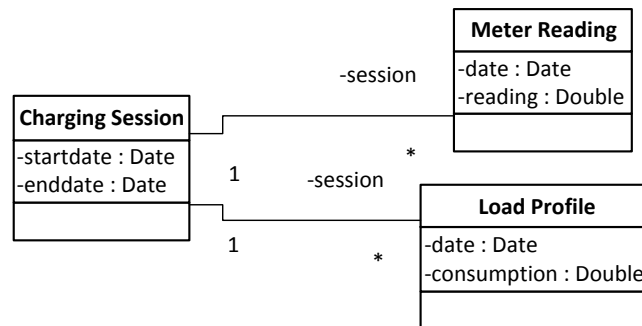 Meter Reading
-date : Date
-reading : Double
-session
Charging Session
-startdate : Date
-enddate : Date
1
*
-session
1
*
Load Profile
-date : Date
-consumption : Double